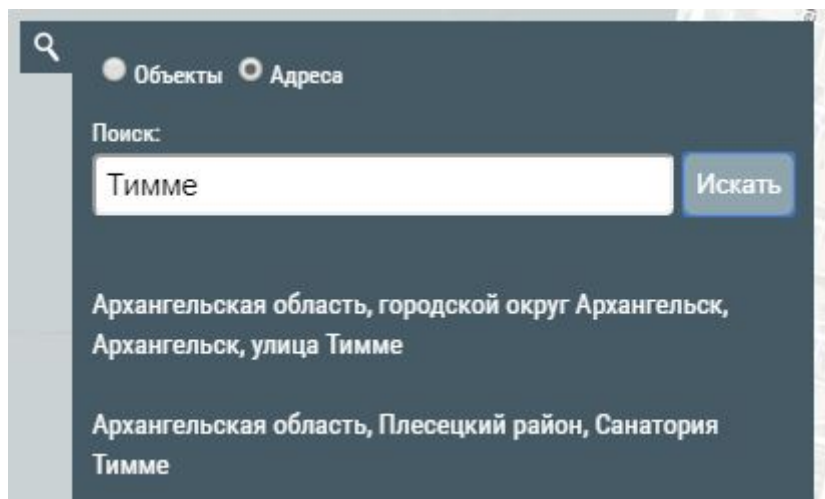 Объекты Адреса
Поиск:
Тимме Искать
Архангельская область, городской округ Архангельск,
Архангельск, улица Тимме
Архангельская область, Плесецкий район, Санатория
Тимме